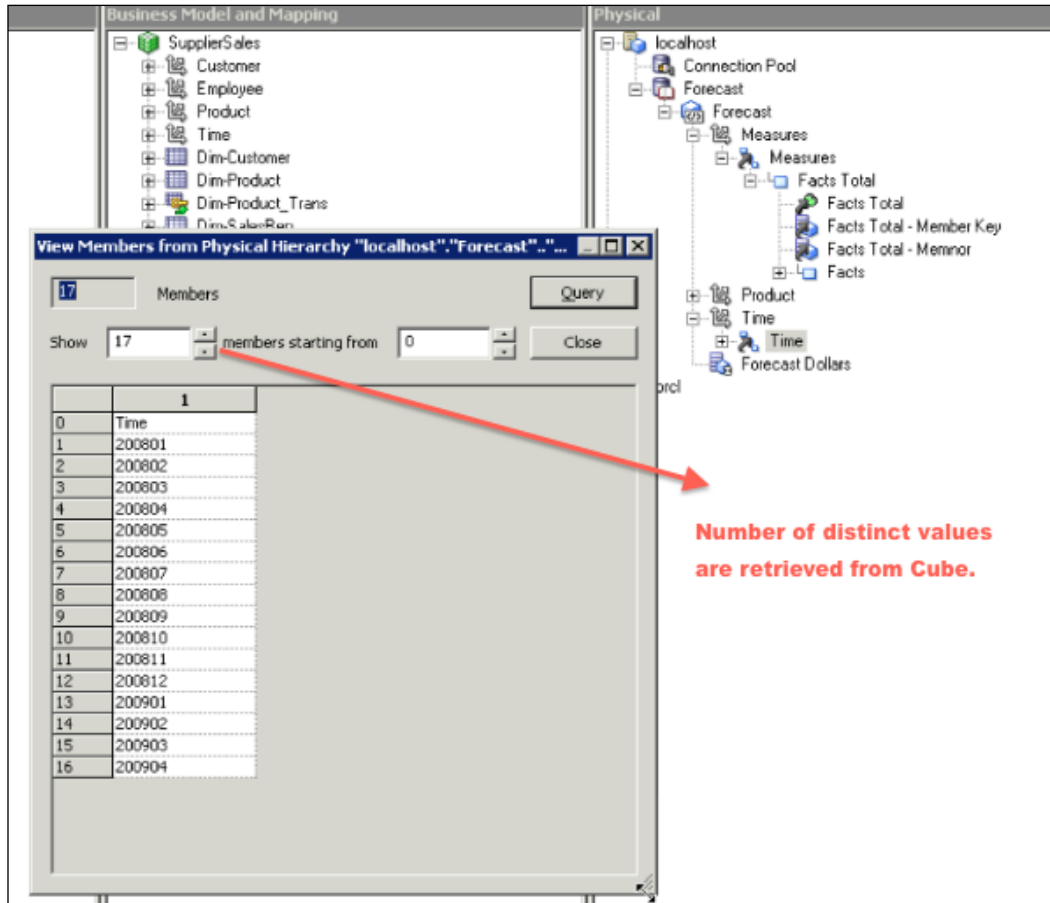 Business Model and Mapping
SupplierSales
Customer
Employee
Product
Time
Dim-Customer
Dim-Product
Dim-Product_Trans
Dim-SalesRep
Physical
localhost
Connection Pool
Forecast
Forecast
Measures
Measures
Facts Total
Facts Total
Facts Total - Member Key
Facts Total - Memnor
Facts
Product
Time
Time
Forecast Dollars
orcl
View Members from Physical Hierarchy "localhost"."Forecast".."...
17 Members Query
Show 17 members starting from 0 Close
1
0 Time
1 200801
2 200802
3 200803
4 200804
5 200805
6 200806
7 200807
8 200808
9 200809
10 200810
11 200811
12 200812
13 200901
14 200902
15 200903
16 200904
Number of distinct values
are retrieved from Cube.